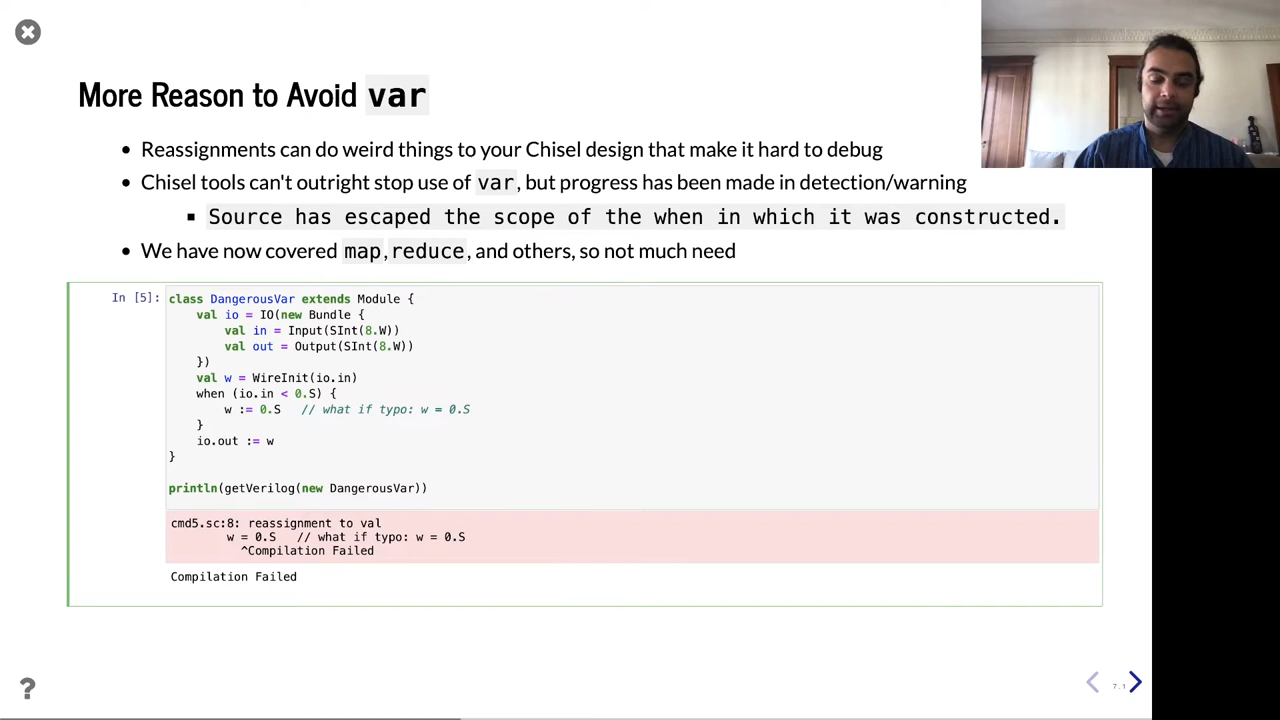 More Reason to Avoid var
• Reassignments can do weird things to your Chisel design that make it hard to debug
• Chisel tools can't outright stop use of var, but progress has been made in detection/warning
▪ Source has escaped the scope of the when in which it was constructed.
• We have now covered map, reduce, and others, so not much need
In [5]: class DangerousVar extends Module {
    val io = IO(new Bundle {
        val in = Input(SInt(8.W))
        val out = Output(SInt(8.W))
    })
    val w = WireInit(io.in)
    when (io.in < 0.S) {
        w := 0.S   // what if typo: w = 0.S
    }
    io.out := w
}
println(getVerilog(new DangerousVar))
cmd5.sc:8: reassignment to val
        w = 0.S   // what if typo: w = 0.S
          ^Compilation Failed
Compilation Failed
?
7.1